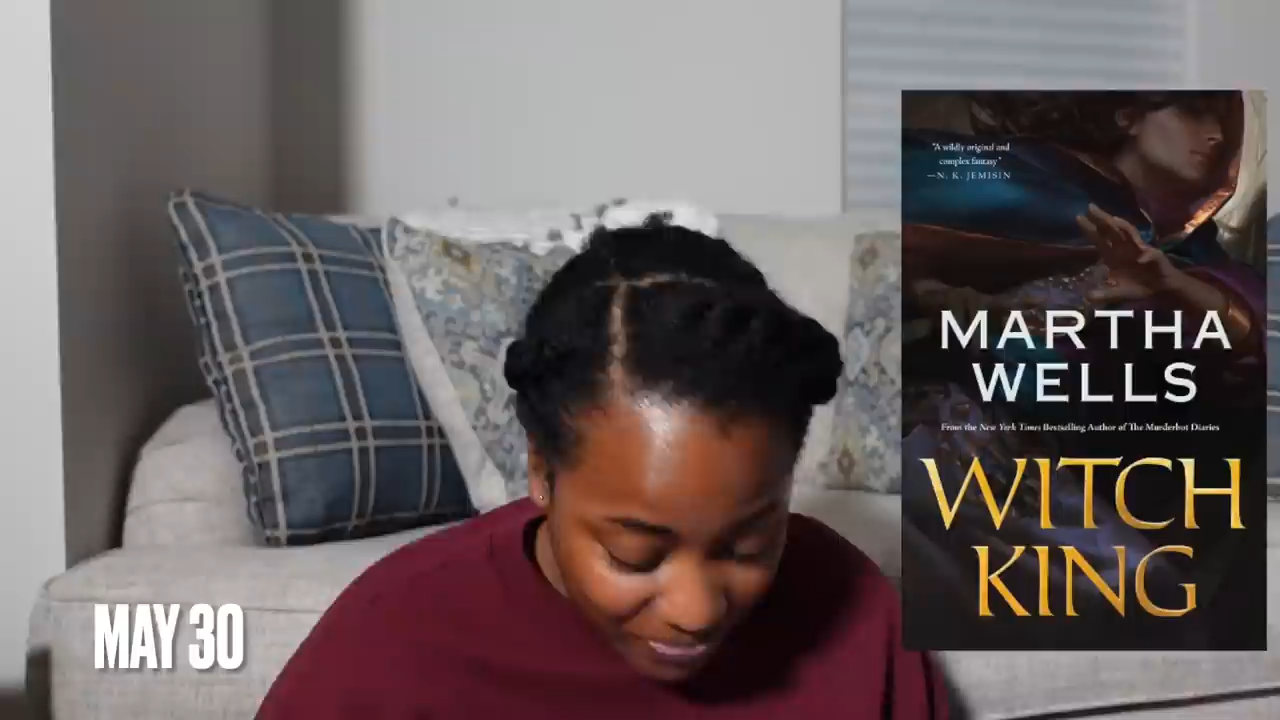 "A wildly original and
complex fantasy"
—N. K. JEMISIN
MARTHA
WELLS
From the New York Times Bestselling Author of The Murderbot Diaries
WITCH
KING
MAY 30